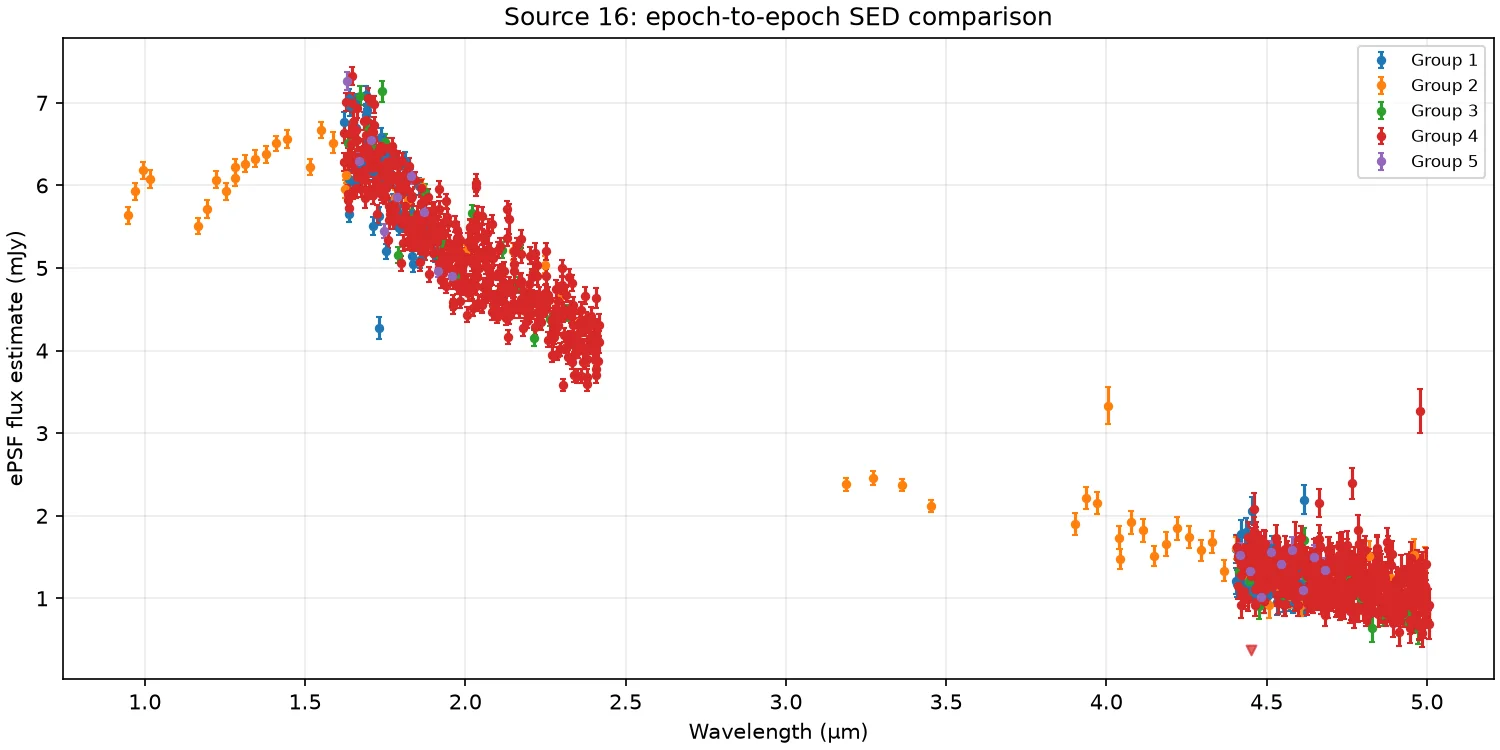 Source 16: epoch-to-epoch SED comparison
ePSF flux estimate (mJy)
7
6
5
4
3
2
1
Group 1
Group 2
Group 3
Group 4
Group 5
1.0 1.5 2.0 2.5 3.0 3.5 4.0 4.5 5.0
Wavelength (μm)